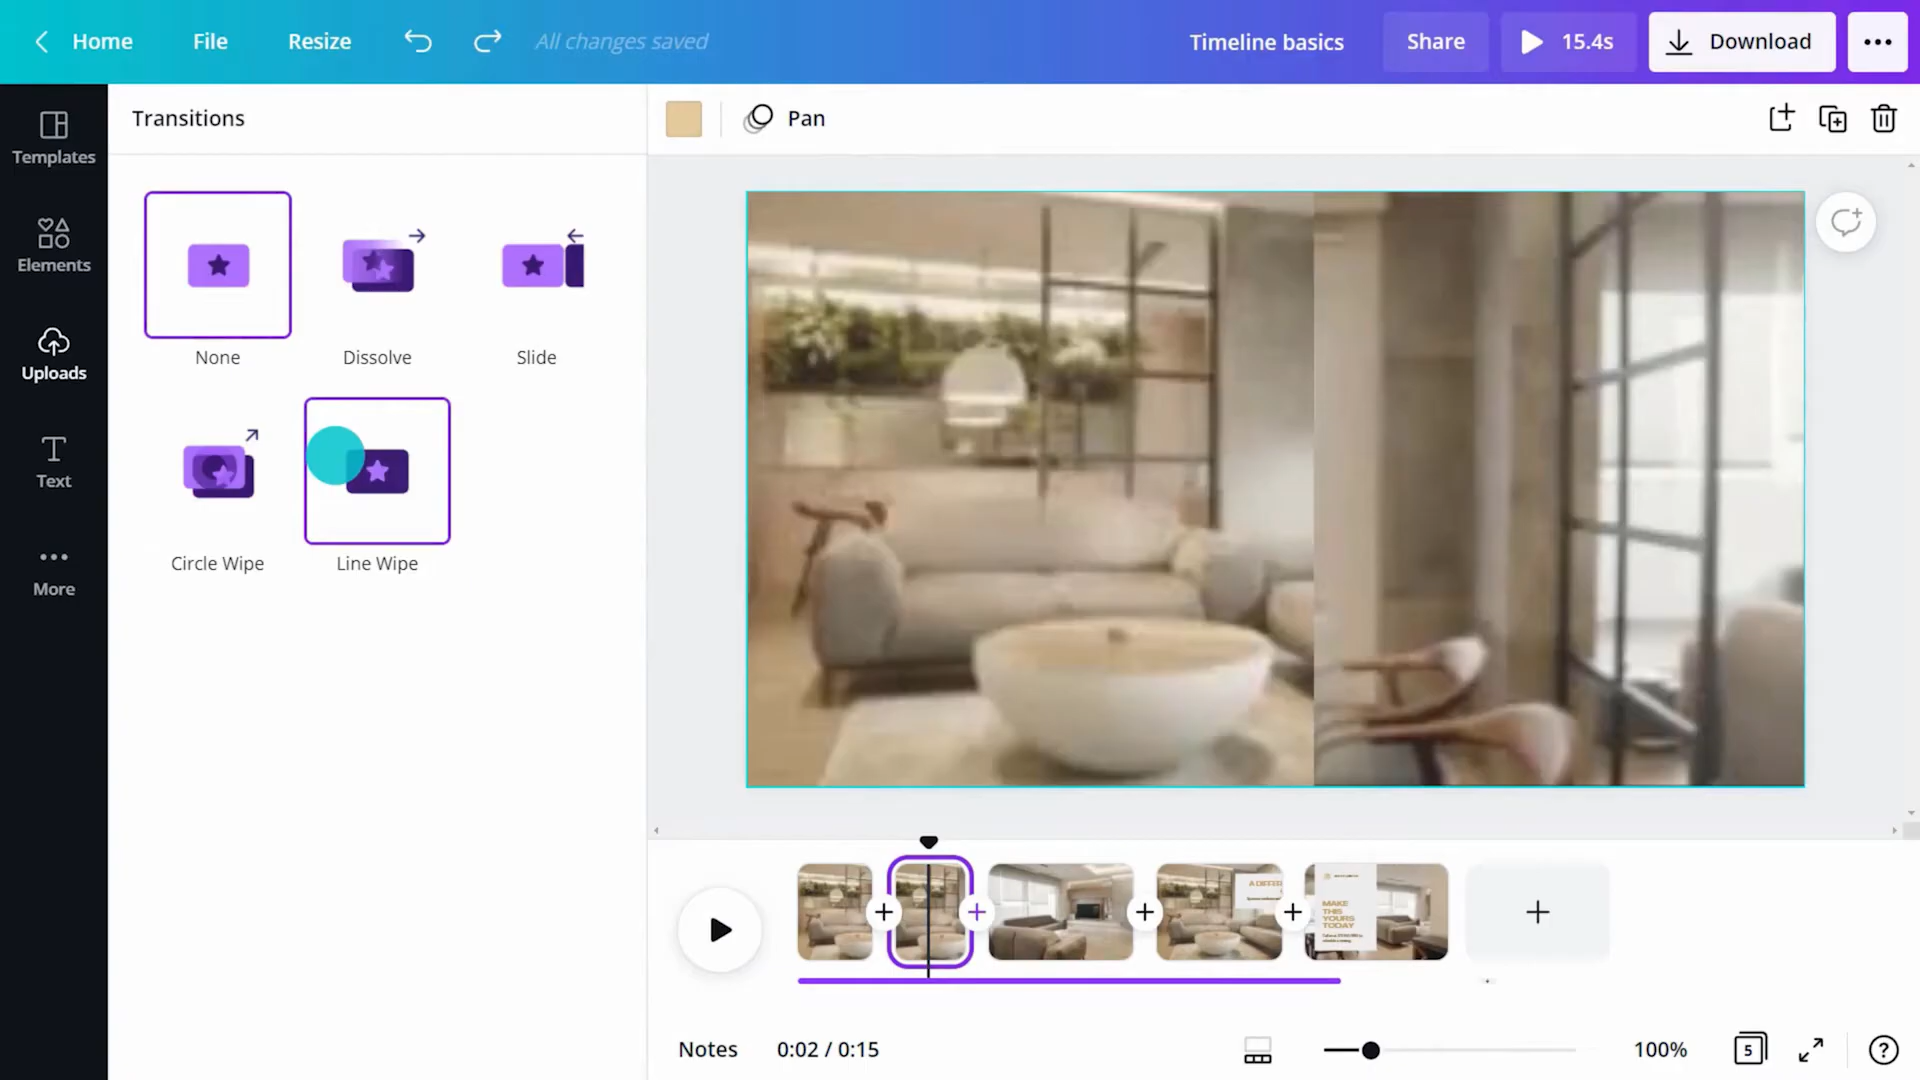 Home
File
Resize
All changes saved
Timeline basics
Share
15.4s
Download
Templates
Elements
Uploads
Text
More
Transitions
None
Dissolve
Slide
Circle Wipe
Line Wipe
Pan
A DIFFER
MAKE
THIS
YOURS
TODAY
Notes
0:02 / 0:15
100%
5